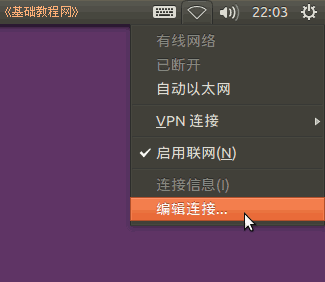 《基础教程网》
22:03
有线网络
已断开
自动以太网
VPN 连接
启用联网(N)
连接信息(I)
编辑连接...